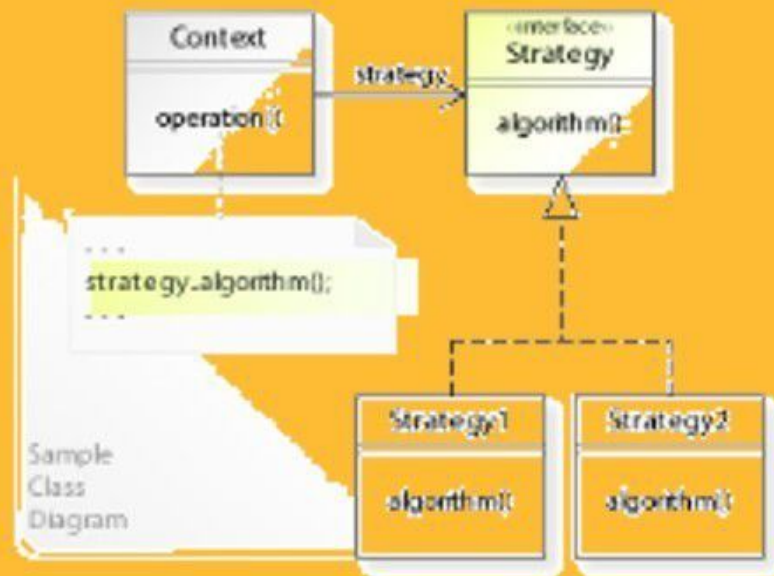 Context
operation()
strategy
«interface»
Strategy
algorithm()
. . .
strategy.algorithm();
. . .
Strategy1
algorithm()
Strategy2
algorithm()
Sample
Class
Diagram